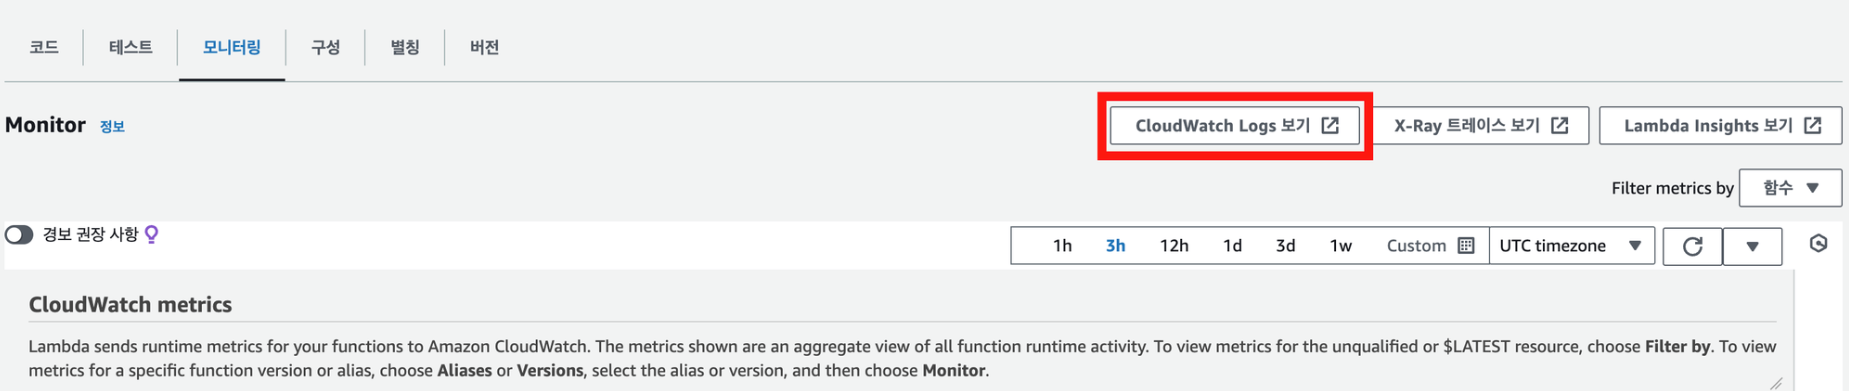 코드 테스트 모니터링 구성 별칭 버전
Monitor 정보 CloudWatch Logs 보기 X-Ray 트레이스 보기 Lambda Insights 보기
Filter metrics by 함수
경보 권장 사항 1h 3h 12h 1d 3d 1w Custom UTC timezone
CloudWatch metrics
Lambda sends runtime metrics for your functions to Amazon CloudWatch. The metrics shown are an aggregate view of all function runtime activity. To view metrics for the unqualified or $LATEST resource, choose Filter by. To view
metrics for a specific function version or alias, choose Aliases or Versions, select the alias or version, and then choose Monitor.